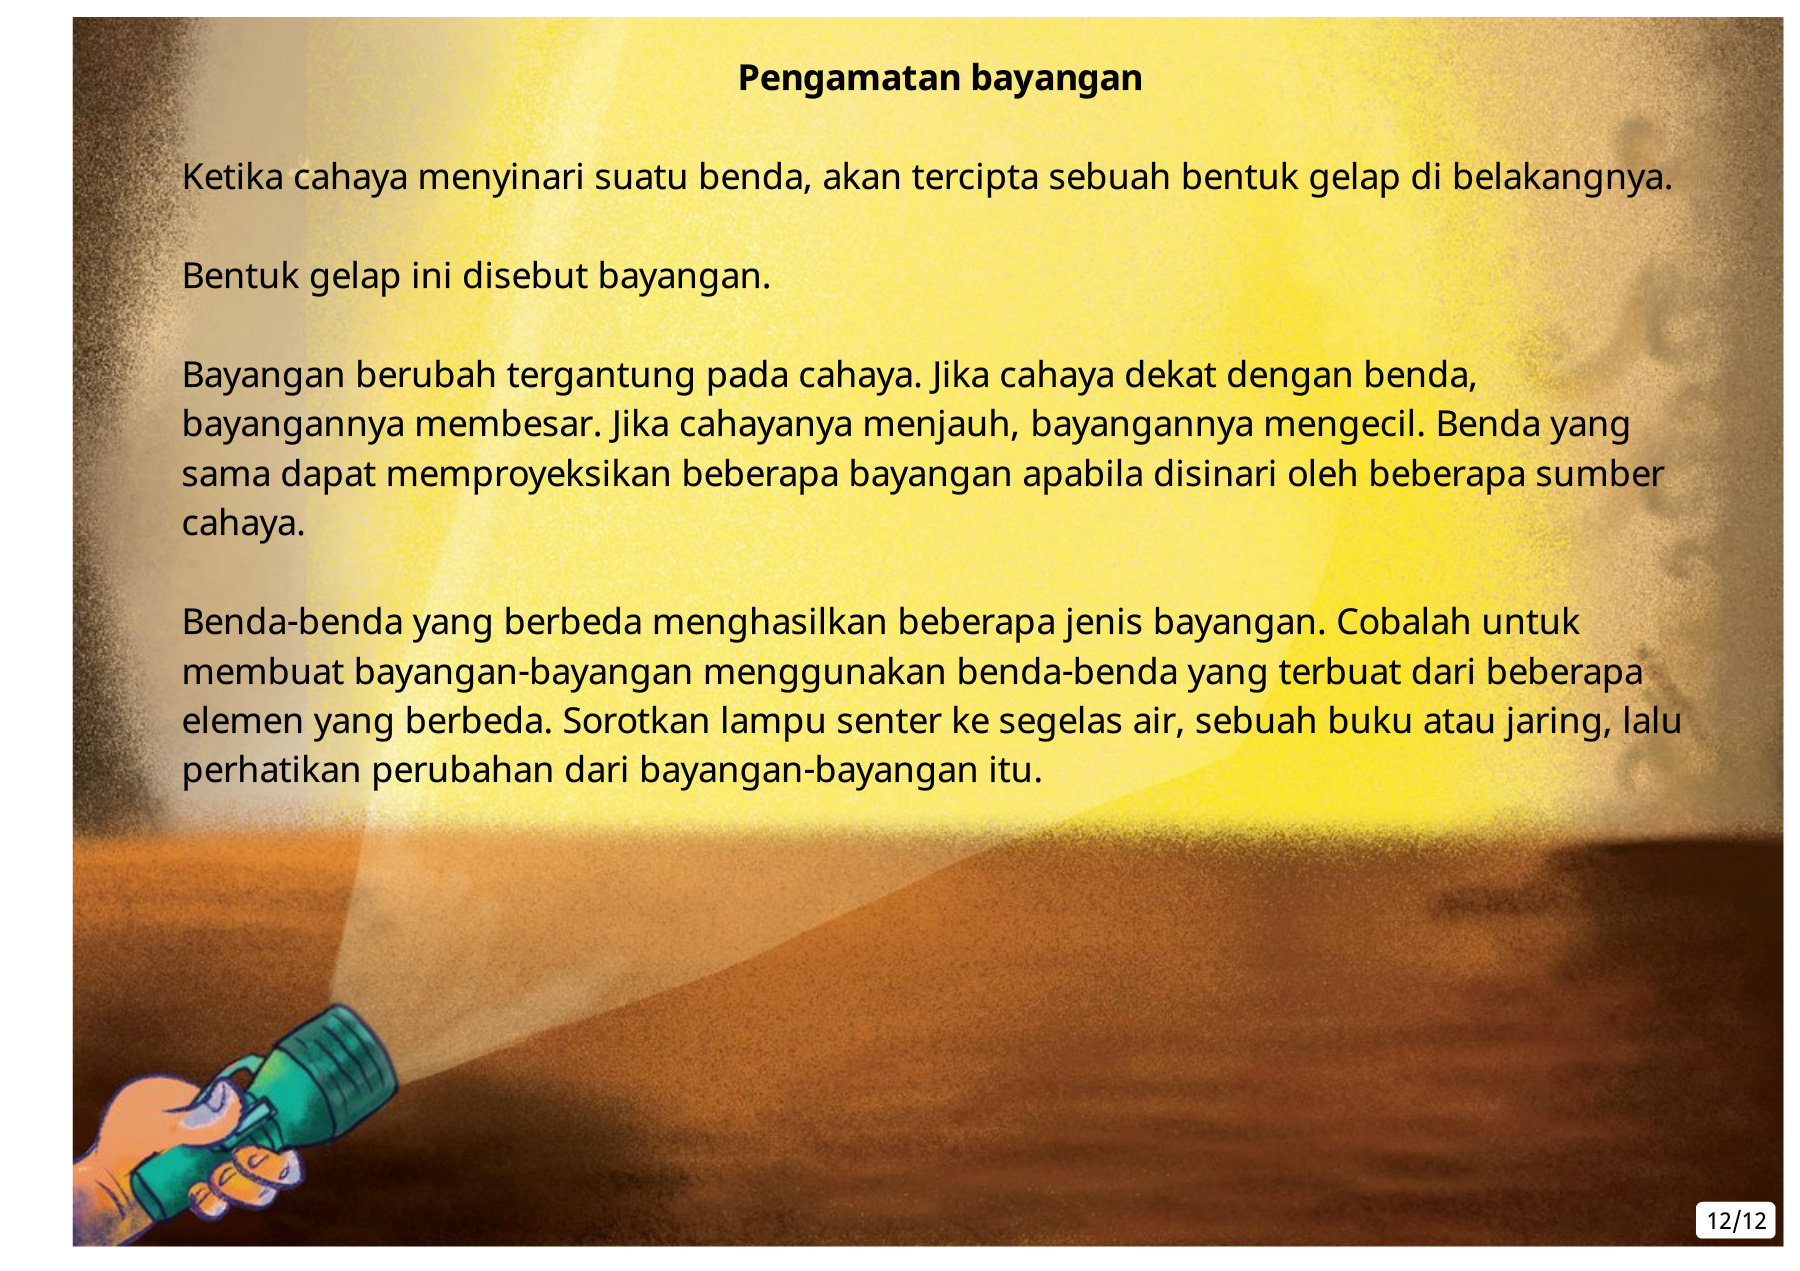 Pengamatan bayangan
Ketika cahaya menyinari suatu benda, akan tercipta sebuah bentuk gelap di belakangnya.
Bentuk gelap ini disebut bayangan.
Bayangan berubah tergantung pada cahaya. Jika cahaya dekat dengan benda,
bayangannya membesar. Jika cahayanya menjauh, bayangannya mengecil. Benda yang
sama dapat memproyeksikan beberapa bayangan apabila disinari oleh beberapa sumber
cahaya.
Benda-benda yang berbeda menghasilkan beberapa jenis bayangan. Cobalah untuk
membuat bayangan-bayangan menggunakan benda-benda yang terbuat dari beberapa
elemen yang berbeda. Sorotkan lampu senter ke segelas air, sebuah buku atau jaring, lalu
perhatikan perubahan dari bayangan-bayangan itu.
12/12